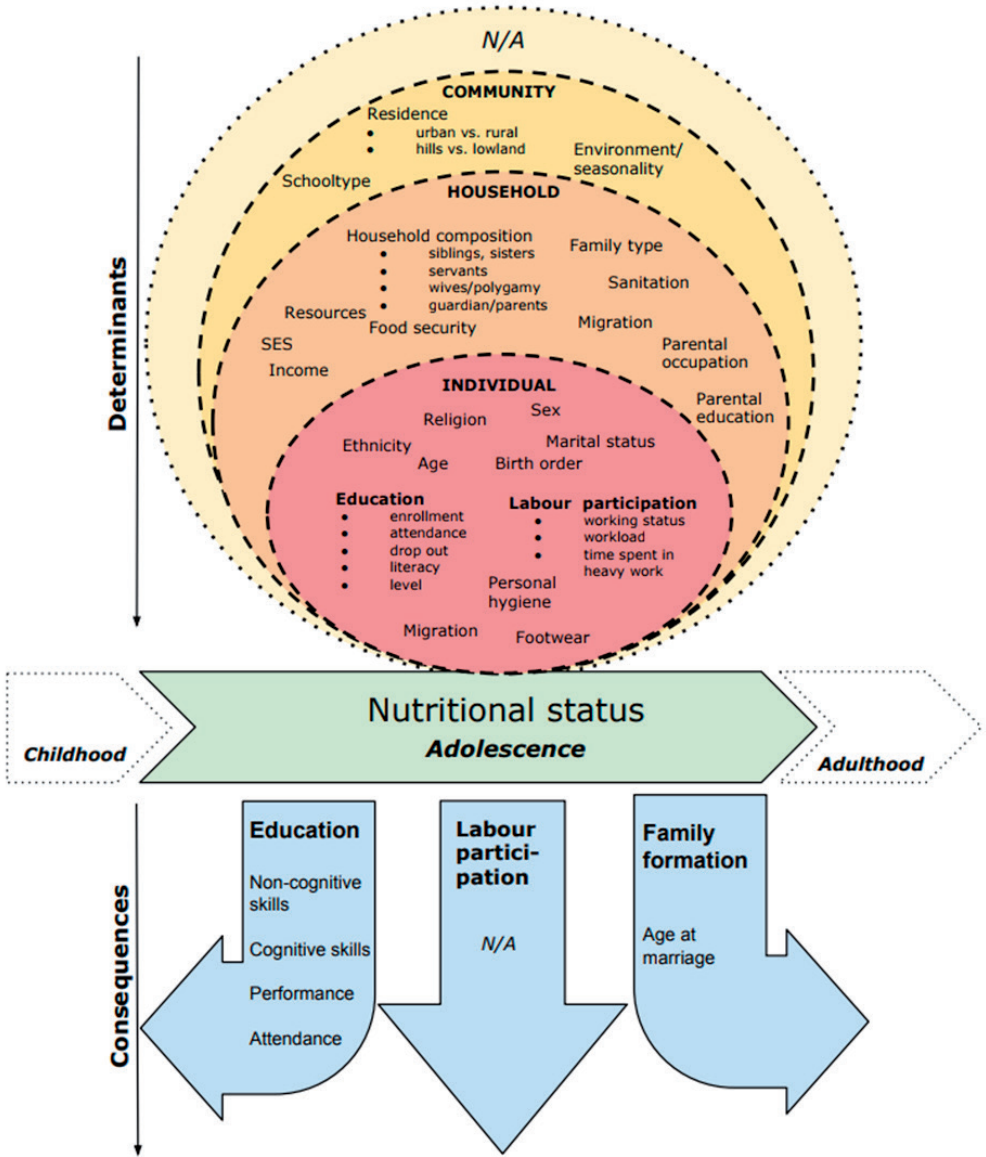 N/A
COMMUNITY
Residence
• urban vs. rural
• hills vs. lowland
Environment/
seasonality
Schooltype
HOUSEHOLD
Household composition
• siblings, sisters
• servants
• wives/polygamy
• guardian/parents
Family type
Sanitation
Resources
Food security
Migration
SES
Income
Parental
occupation
Parental
education
INDIVIDUAL
Religion
Sex
Ethnicity
Marital status
Age
Birth order
Education
• enrollment
• attendance
• drop out
• literacy
• level
Labour participation
• working status
• workload
• time spent in
heavy work
Personal
hygiene
Migration
Footwear
Determinants
Childhood
Nutritional status
Adolescence
Adulthood
Consequences
Education
Non-cognitive
skills
Cognitive skills
Performance
Attendance
Labour
partici-
pation
N/A
Family
formation
Age at
marriage